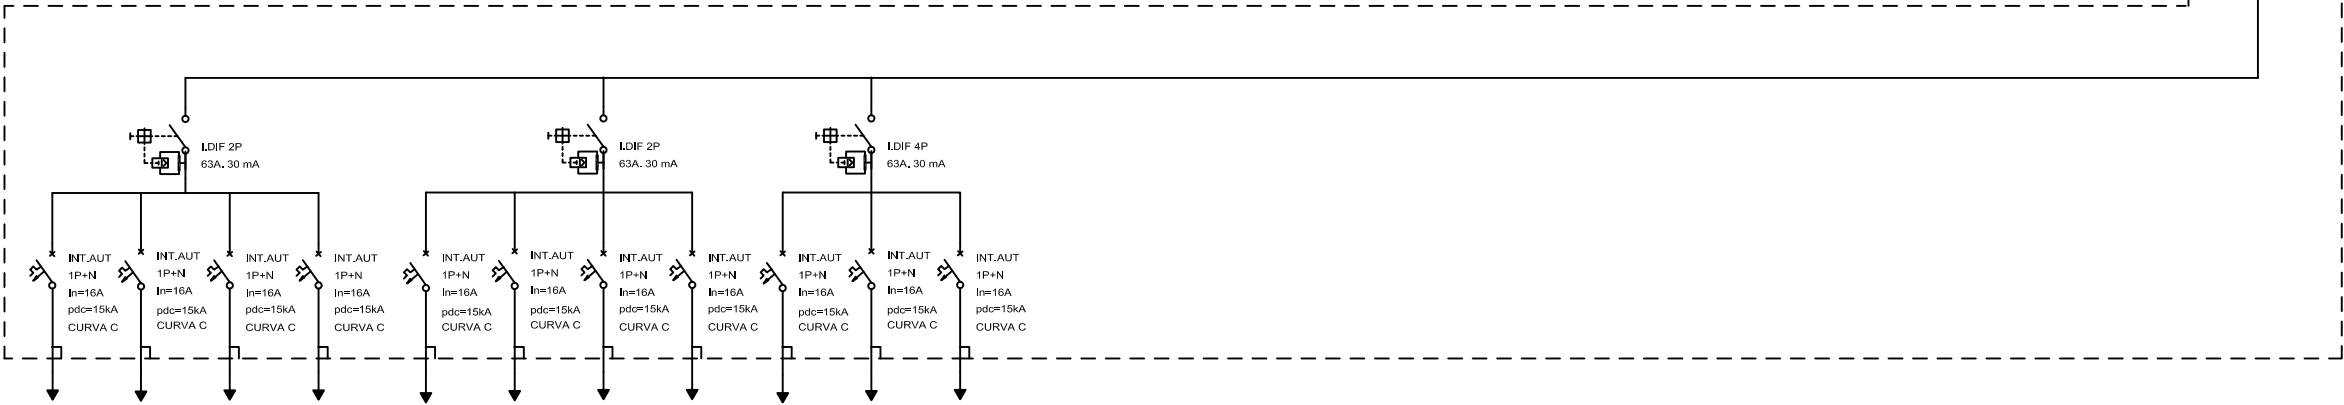 I.DIF 2P
63A. 30 mA
I.DIF 2P
63A. 30 mA
I.DIF 4P
63A. 30 mA
INT.AUT
1P+N
In=16A
pdc=15kA
CURVA C
INT.AUT
1P+N
In=16A
pdc=15kA
CURVA C
INT.AUT
1P+N
In=16A
pdc=15kA
CURVA C
INT.AUT
1P+N
In=16A
pdc=15kA
CURVA C
INT.AUT
1P+N
In=16A
pdc=15kA
CURVA C
INT.AUT
1P+N
In=16A
pdc=15kA
CURVA C
INT.AUT
1P+N
In=16A
pdc=15kA
CURVA C
INT.AUT
1P+N
In=16A
pdc=15kA
CURVA C
INT.AUT
1P+N
In=16A
pdc=15kA
CURVA C
INT.AUT
1P+N
In=16A
pdc=15kA
CURVA C
INT.AUT
1P+N
In=16A
pdc=15kA
CURVA C